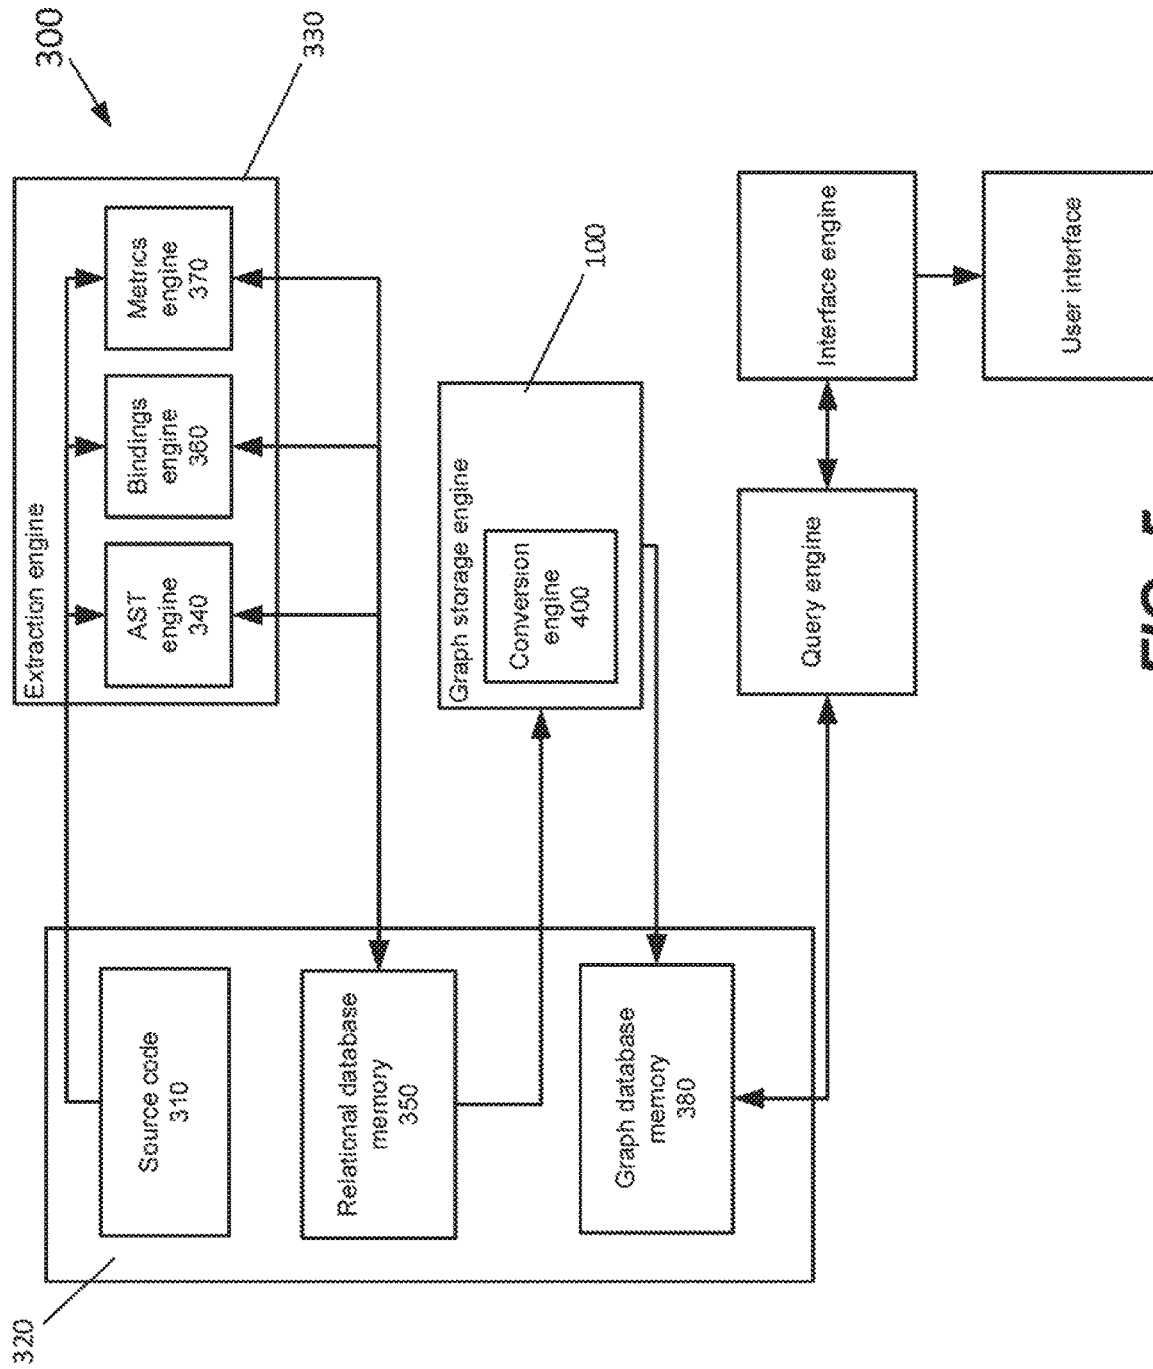 300
330
Extraction engine
AST
engine
340
Bindings
engine
360
Metrics
engine
370
320
Source code
310
Relational database
memory
350
Graph database
memory
380
100
Graph storage engine
Conversion
engine
400
Query engine
Interface engine
User interface